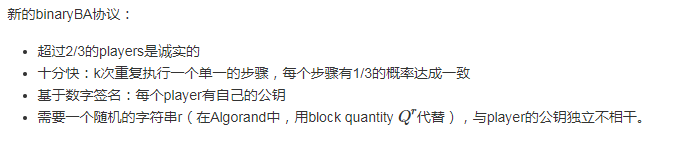 新的binaryBA协议：
超过2/3的players是诚实的
十分快：k次重复执行一个单一的步骤，每个步骤有1/3的概率达成一致
基于数字签名：每个player有自己的公钥
需要一个随机的字符串r（在Algorand中，用block quantity Q^r代替），与player的公钥独立不相干。